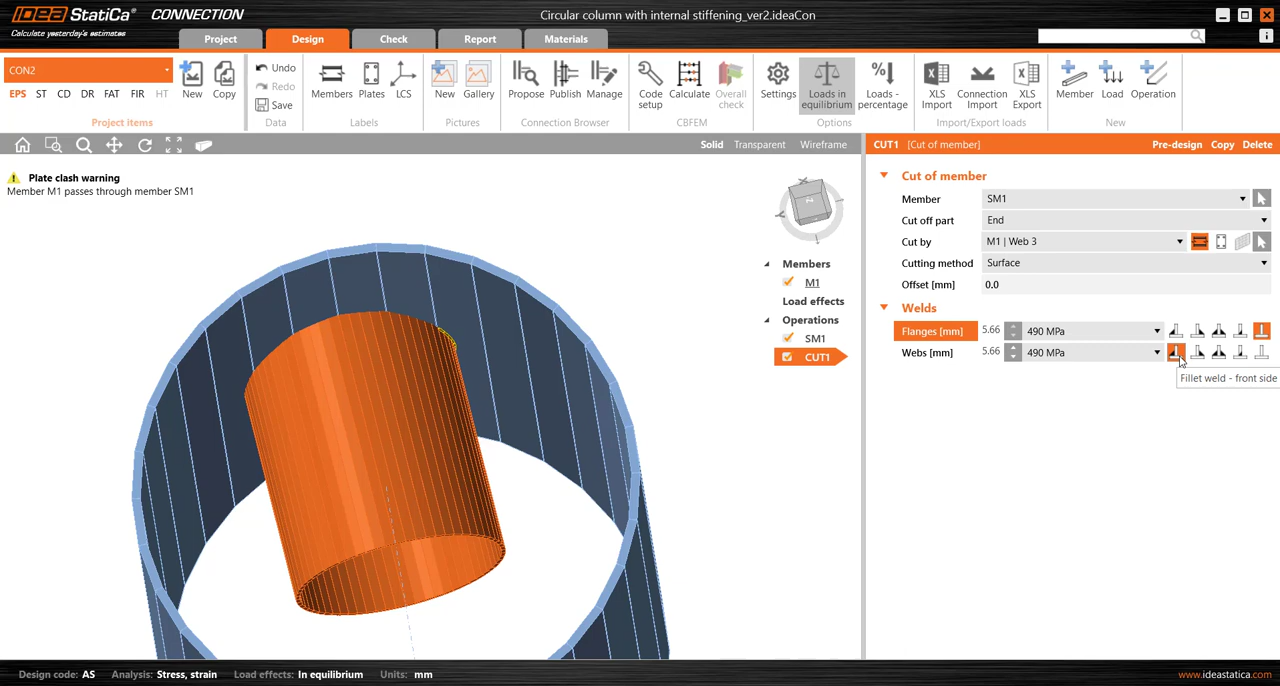 IDEA StatiCa® CONNECTION
Calculate yesterday's estimates
Circular column with internal stiffening_ver2.ideaCon
Project Design Check Report Materials
CON2
EPS ST CD DR FAT FIR HT
Project items
New Copy
Undo
Redo
Save
Data
Members Plates LCS
Labels
New Gallery
Pictures
Propose Publish Manage
Connection Browser
Code setup Calculate Overall check
CBFEM
Settings Loads in equilibrium Loads - percentage
Options
XLS Import Connection Import XLS Export
Import/Export loads
Member Load Operation
New
Solid Transparent Wireframe
Plate clash warning
Member M1 passes through member SM1
Members
M1
Load effects
Operations
SM1
CUT1
CUT1 [Cut of member] Pre-design Copy Delete
Cut of member
Member SM1
Cut off part End
Cut by M1 | Web 3
Cutting method Surface
Offset [mm] 0.0
Welds
Flanges [mm] 5.66 490 MPa
Webs [mm] 5.66 490 MPa
Fillet weld - front side
Design code: AS Analysis: Stress, strain Load effects: In equilibrium Units: mm
www.ideastatica.com